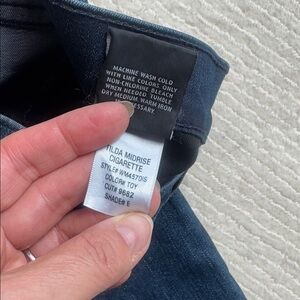 MACHINE WASH COLD
WITH LIKE COLORS ONLY
NON-CHLORINE BLEACH
WHEN NEEDED TUMBLE
DRY MEDIUM WARM IRON
NECESSARY
TILDA MIDRISE
CIGARETTE
STYLE# WM457015
COLOR# TOY
CUT# 9682
SHADE# E